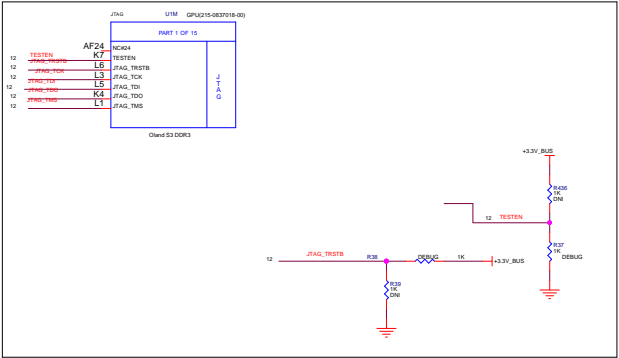 JTAG U1M GPU(215-0837018-00)
PART 1 OF 15
AF24 NC#24
12 TESTEN K7 TESTEN
12 JTAG_TRSTB L6 JTAG_TRSTB
12 JTAG_TCK L3 JTAG_TCK
12 JTAG_TDI L5 JTAG_TDI
12 JTAG_TDO K4 JTAG_TDO
12 JTAG_TMS L1 JTAG_TMS
JTAG
Oland S3 DDR3
+3.3V_BUS
R436
1K
DNI
12 TESTEN
R37
1K
DEBUG
12 JTAG_TRSTB R38 DEBUG 1K +3.3V_BUS
R39
1K
DNI